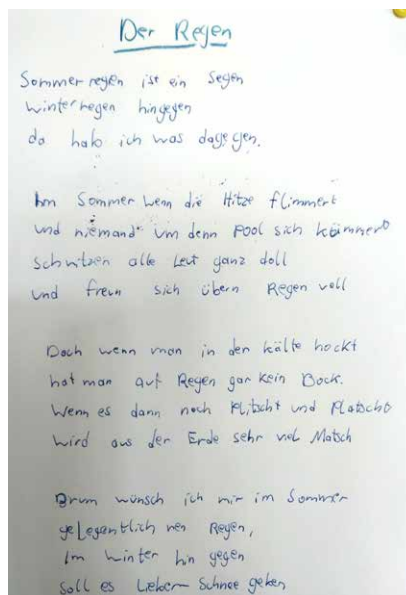 Der Regen
Sommerregen ist ein Segen
Winterregen hingegen
da hab ich was dagegen.
Im Sommer wenn die Hitze flimmert
und niemand um denn Pool sich kümmert
schwitzen alle Leut ganz doll
und freun sich übern Regen voll
Doch wenn man in der kälte hockt
hat man auf Regen gar kein Bock.
Wenn es dann noch Plitscht und Platscht
wird aus der Erde sehr viel Matsch
Drum wünsch ich mir im Sommer
gelegentlich nen Regen,
Im Winter hin gegen
soll es Lieber Schnee geben